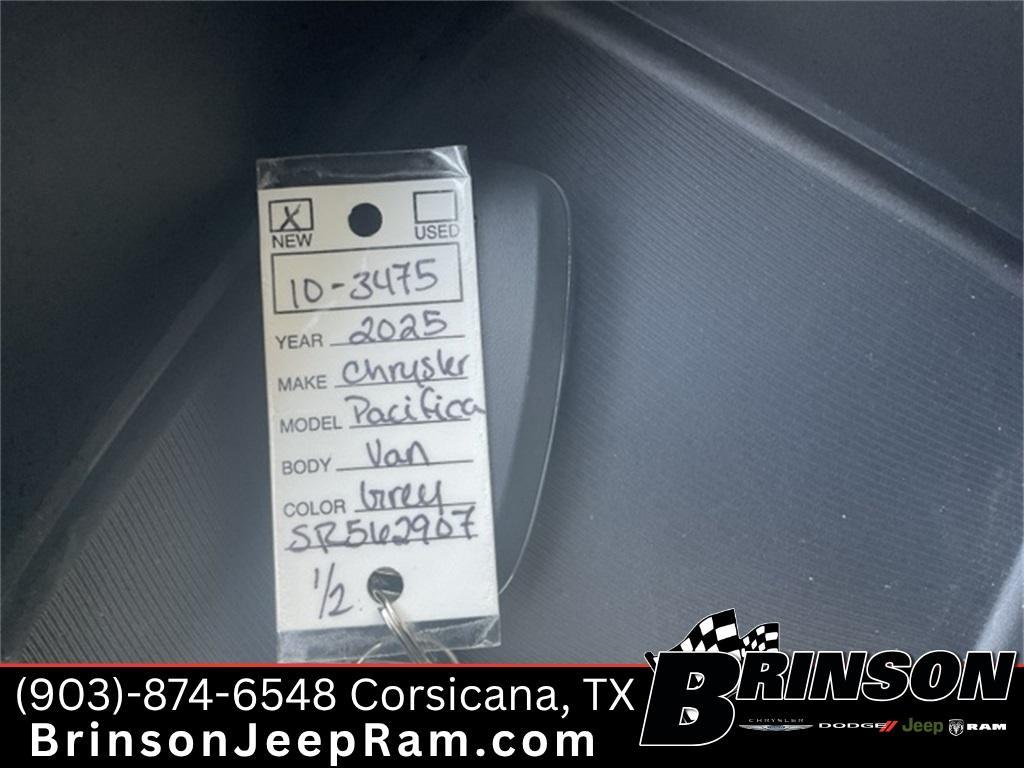 X
NEW USED
10-3475
YEAR 2025
MAKE Chrysler
MODEL Pacifica
BODY Van
COLOR Grey
SR562907
1/2
(903)-874-6548 Corsicana, TX
BrinsonJeepRam.com
BRINSON
CHRYSLER DODGE Jeep RAM